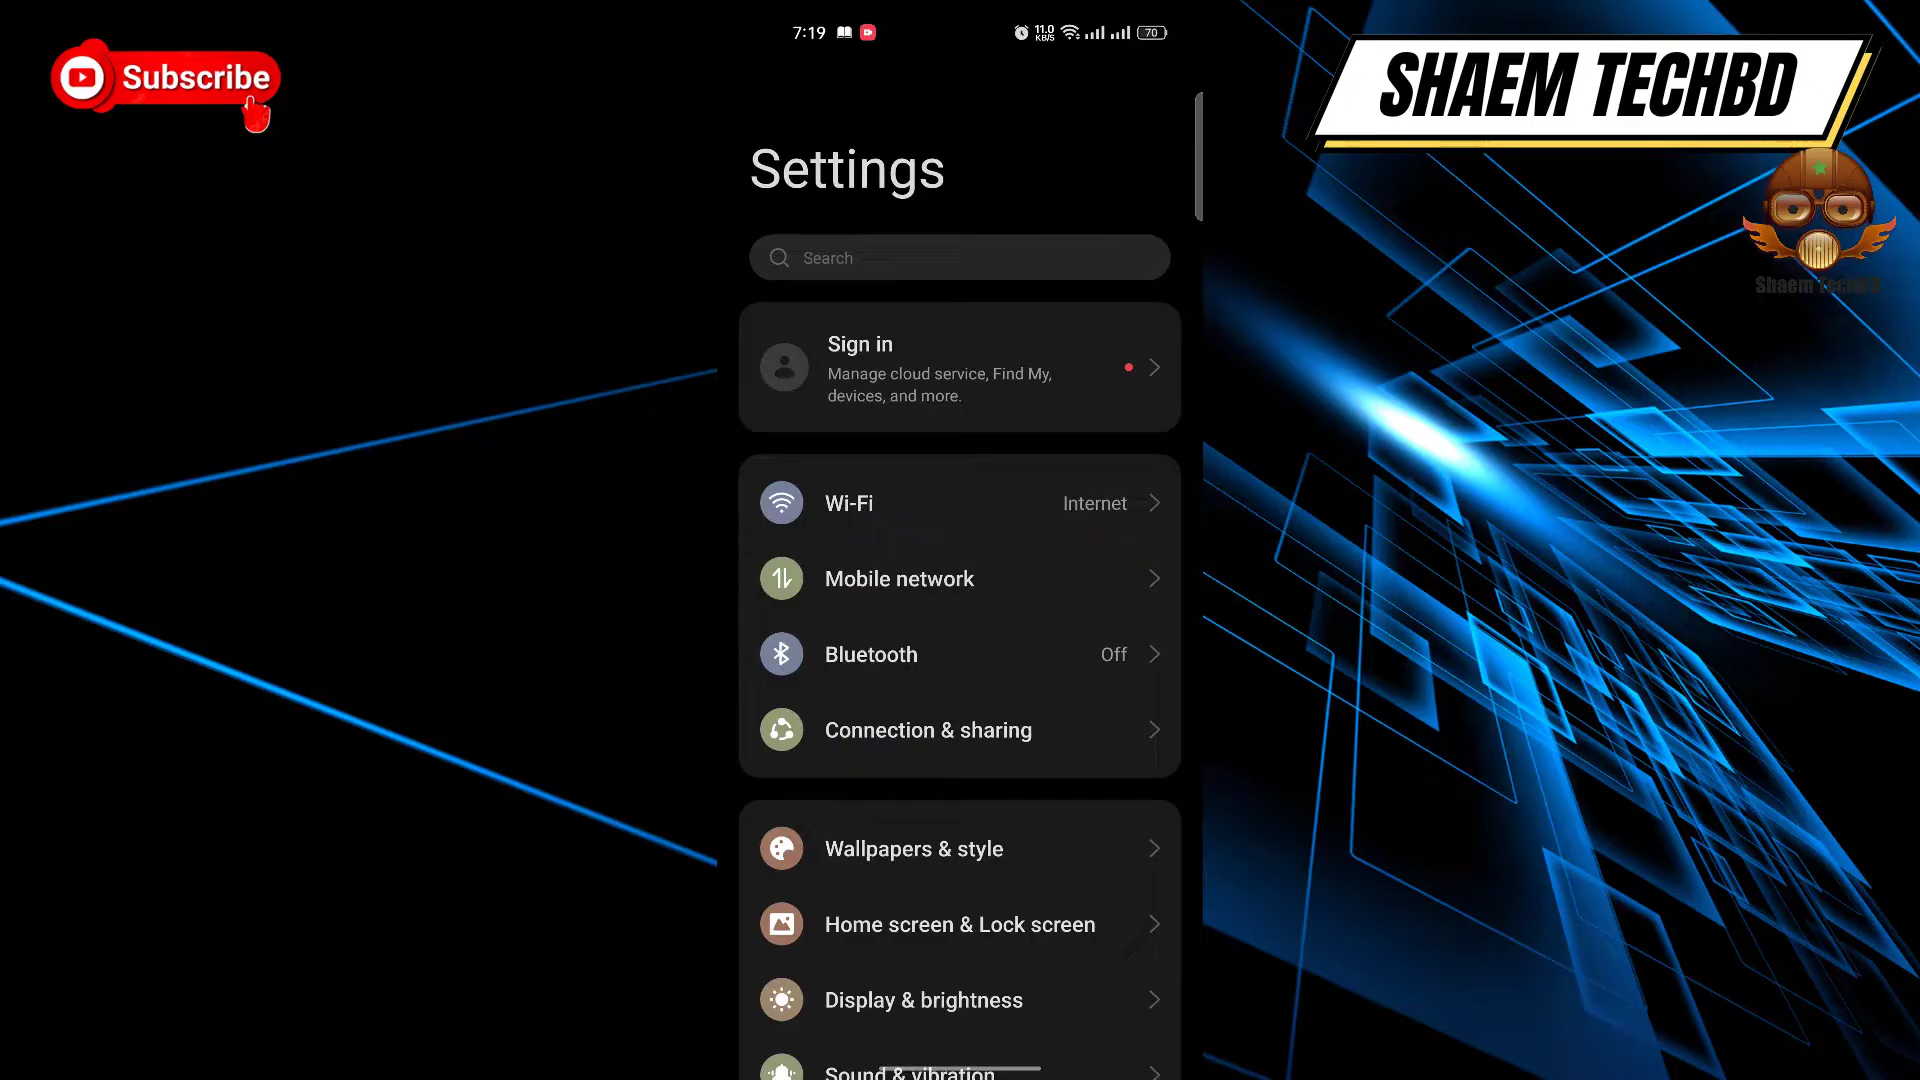 Subscribe
7:19
11.0
KB/S
70
SHAEM TECHBD
Shaem TechBD
Settings
Search
Sign in
Manage cloud service, Find My,
devices, and more.
Wi-Fi
Internet
Mobile network
Bluetooth
Off
Connection & sharing
Wallpapers & style
Home screen & Lock screen
Display & brightness
Sound & vibration